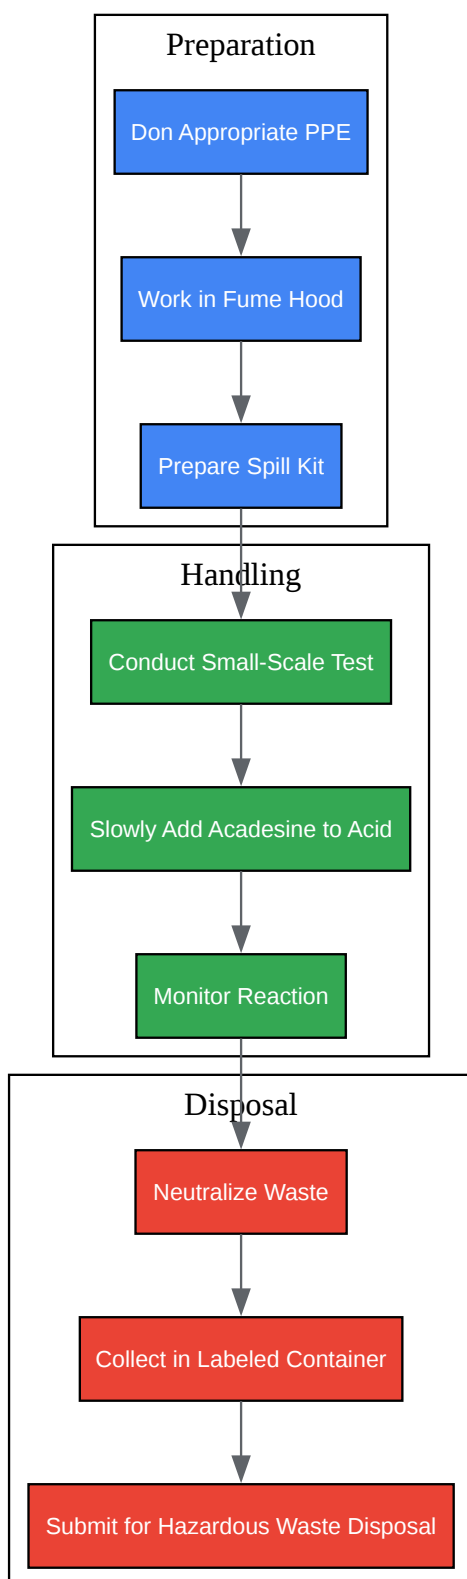 Preparation
Don Appropriate PPE
Work in Fume Hood
Prepare Spill Kit
Handling
Conduct Small-Scale Test
Slowly Add Acadesine to Acid
Monitor Reaction
Disposal
Neutralize Waste
Collect in Labeled Container
Submit for Hazardous Waste Disposal